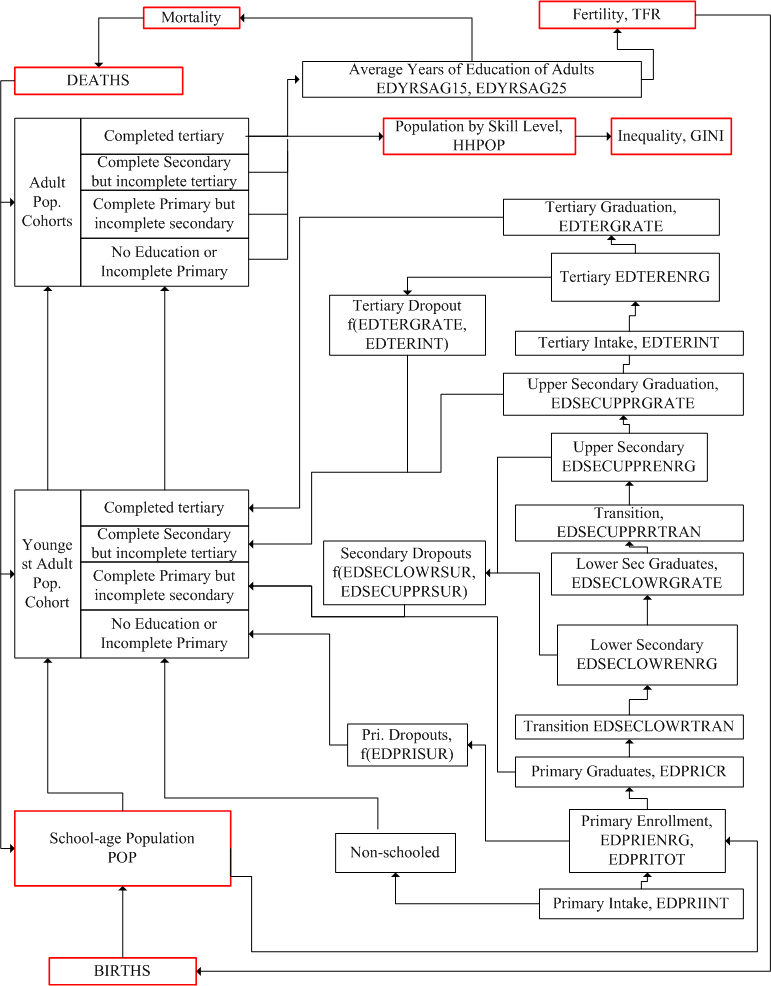 Mortality
Fertility, TFR
DEATHS
Average Years of Education of Adults
EDYRSAG15, EDYRSAG25
Adult
Pop.
Cohorts
Completed tertiary
Complete Secondary
but incomplete tertiary
Complete Primary but
incomplete secondary
No Education or
Incomplete Primary
Population by Skill Level,
HHPOP
Inequality, GINI
Tertiary Graduation,
EDTERGRATE
Tertiary EDTERENRG
Tertiary Dropout
f(EDTERGRATE,
EDTERINT)
Tertiary Intake, EDTERINT
Upper Secondary Graduation,
EDSECUPPRGRATE
Upper Secondary
EDSECUPPRENRG
Younge
st Adult
Pop.
Cohort
Completed tertiary
Complete Secondary
but incomplete tertiary
Complete Primary but
incomplete secondary
No Education or
Incomplete Primary
Transition,
EDSECUPPRRTRAN
Secondary Dropouts
f(EDSECLOWRSUR,
EDSECUPPRSUR)
Lower Sec Graduates,
EDSECLOWRGRATE
Lower Secondary
EDSECLOWRENRG
Transition EDSECLOWRTRAN
Pri. Dropouts,
f(EDPRISUR)
Primary Graduates, EDPRICR
School-age Population
POP
Non-schooled
Primary Enrollment,
EDPRIENRG,
EDPRITOT
Primary Intake, EDPRIINT
BIRTHS